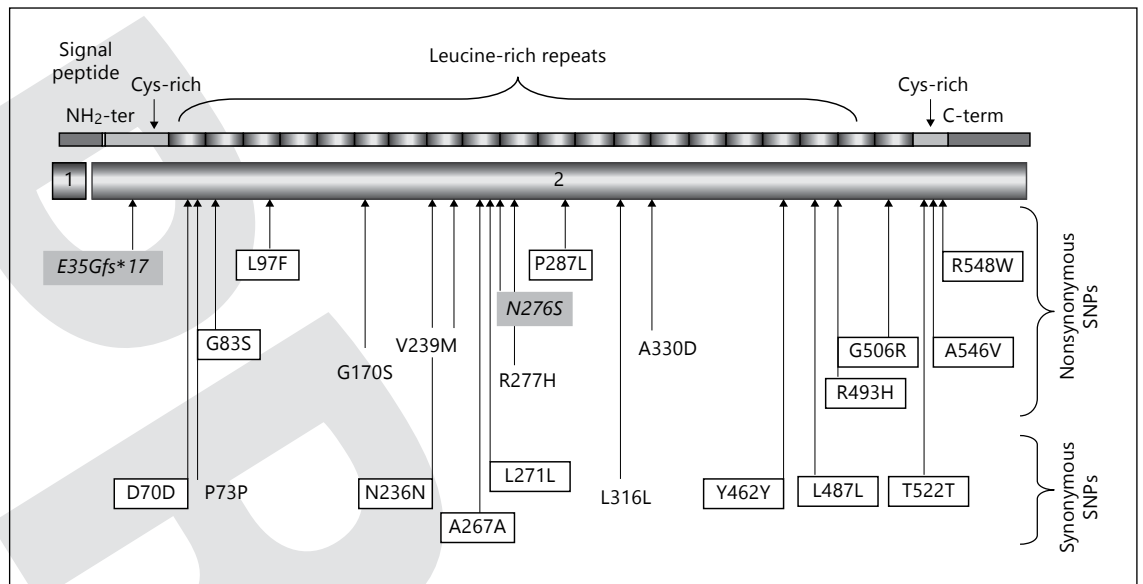 Signal
peptide
Leucine-rich repeats
Cys-rich
Cys-rich
NH2-ter
C-term
1
2
E35Gfs*17
L97F
P287L
R548W
N276S
G83S
V239M
A330D
G506R
A546V
G170S
R277H
R493H
Nonsynonymous
SNPs
D70D
P73P
N236N
L271L
L316L
Y462Y
L487L
T522T
A267A
Synonymous
SNPs